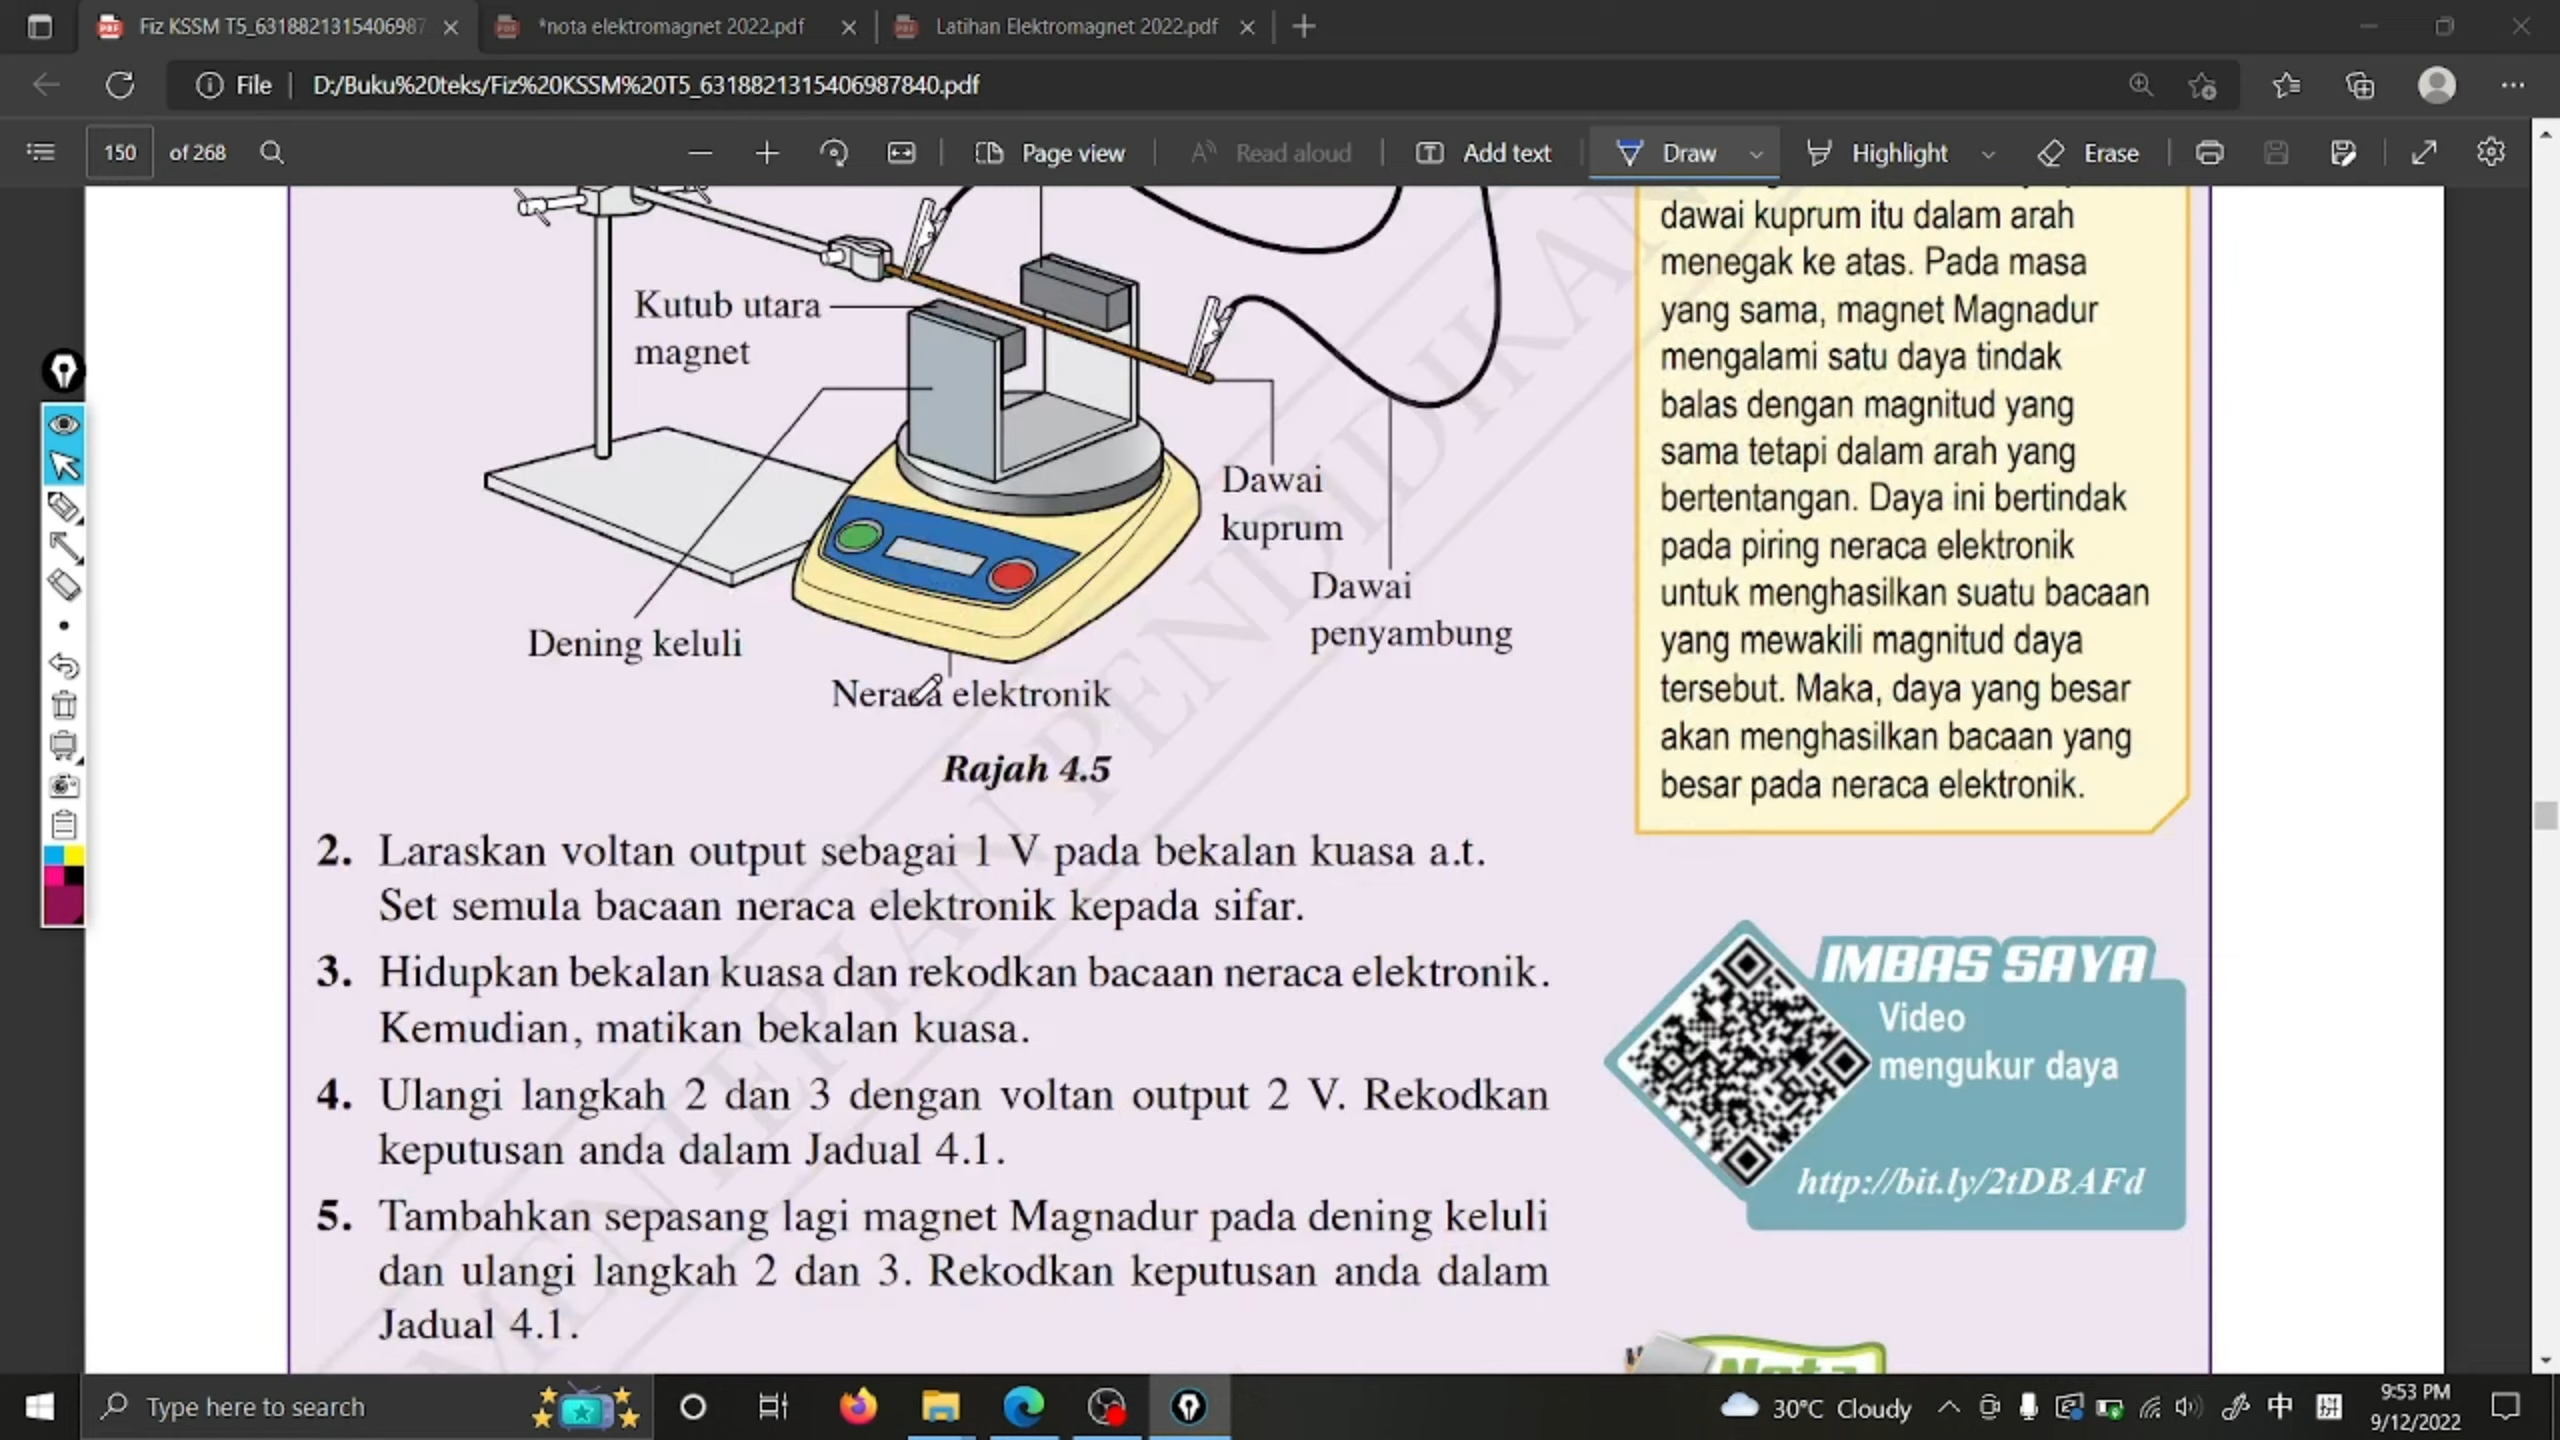 Fiz KSSM T5_6318821315406987
*nota elektromagnet 2022.pdf
Latihan Elektromagnet 2022.pdf
File
D:/Buku%20teks/Fiz%20KSSM%20T5_6318821315406987840.pdf
150 of 268
Page view
Read aloud
Add text
Draw
Highlight
Erase
Kutub utara
magnet
Dening keluli
Dawai
kuprum
Dawai
penyambung
Neraca elektronik
Rajah 4.5
dawai kuprum itu dalam arah
menegak ke atas. Pada masa
yang sama, magnet Magnadur
mengalami satu daya tindak
balas dengan magnitud yang
sama tetapi dalam arah yang
bertentangan. Daya ini bertindak
pada piring neraca elektronik
untuk menghasilkan suatu bacaan
yang mewakili magnitud daya
tersebut. Maka, daya yang besar
akan menghasilkan bacaan yang
besar pada neraca elektronik.
2. Laraskan voltan output sebagai 1 V pada bekalan kuasa a.t.
Set semula bacaan neraca elektronik kepada sifar.
3. Hidupkan bekalan kuasa dan rekodkan bacaan neraca elektronik.
Kemudian, matikan bekalan kuasa.
4. Ulangi langkah 2 dan 3 dengan voltan output 2 V. Rekodkan
keputusan anda dalam Jadual 4.1.
5. Tambahkan sepasang lagi magnet Magnadur pada dening keluli
dan ulangi langkah 2 dan 3. Rekodkan keputusan anda dalam
Jadual 4.1.
IMBAS SAYA
Video
mengukur daya
http://bit.ly/2tDBAFd
Nota
MENTERIAN PENDIDIKAN
Type here to search
30°C Cloudy
中
拼
9:53 PM
9/12/2022